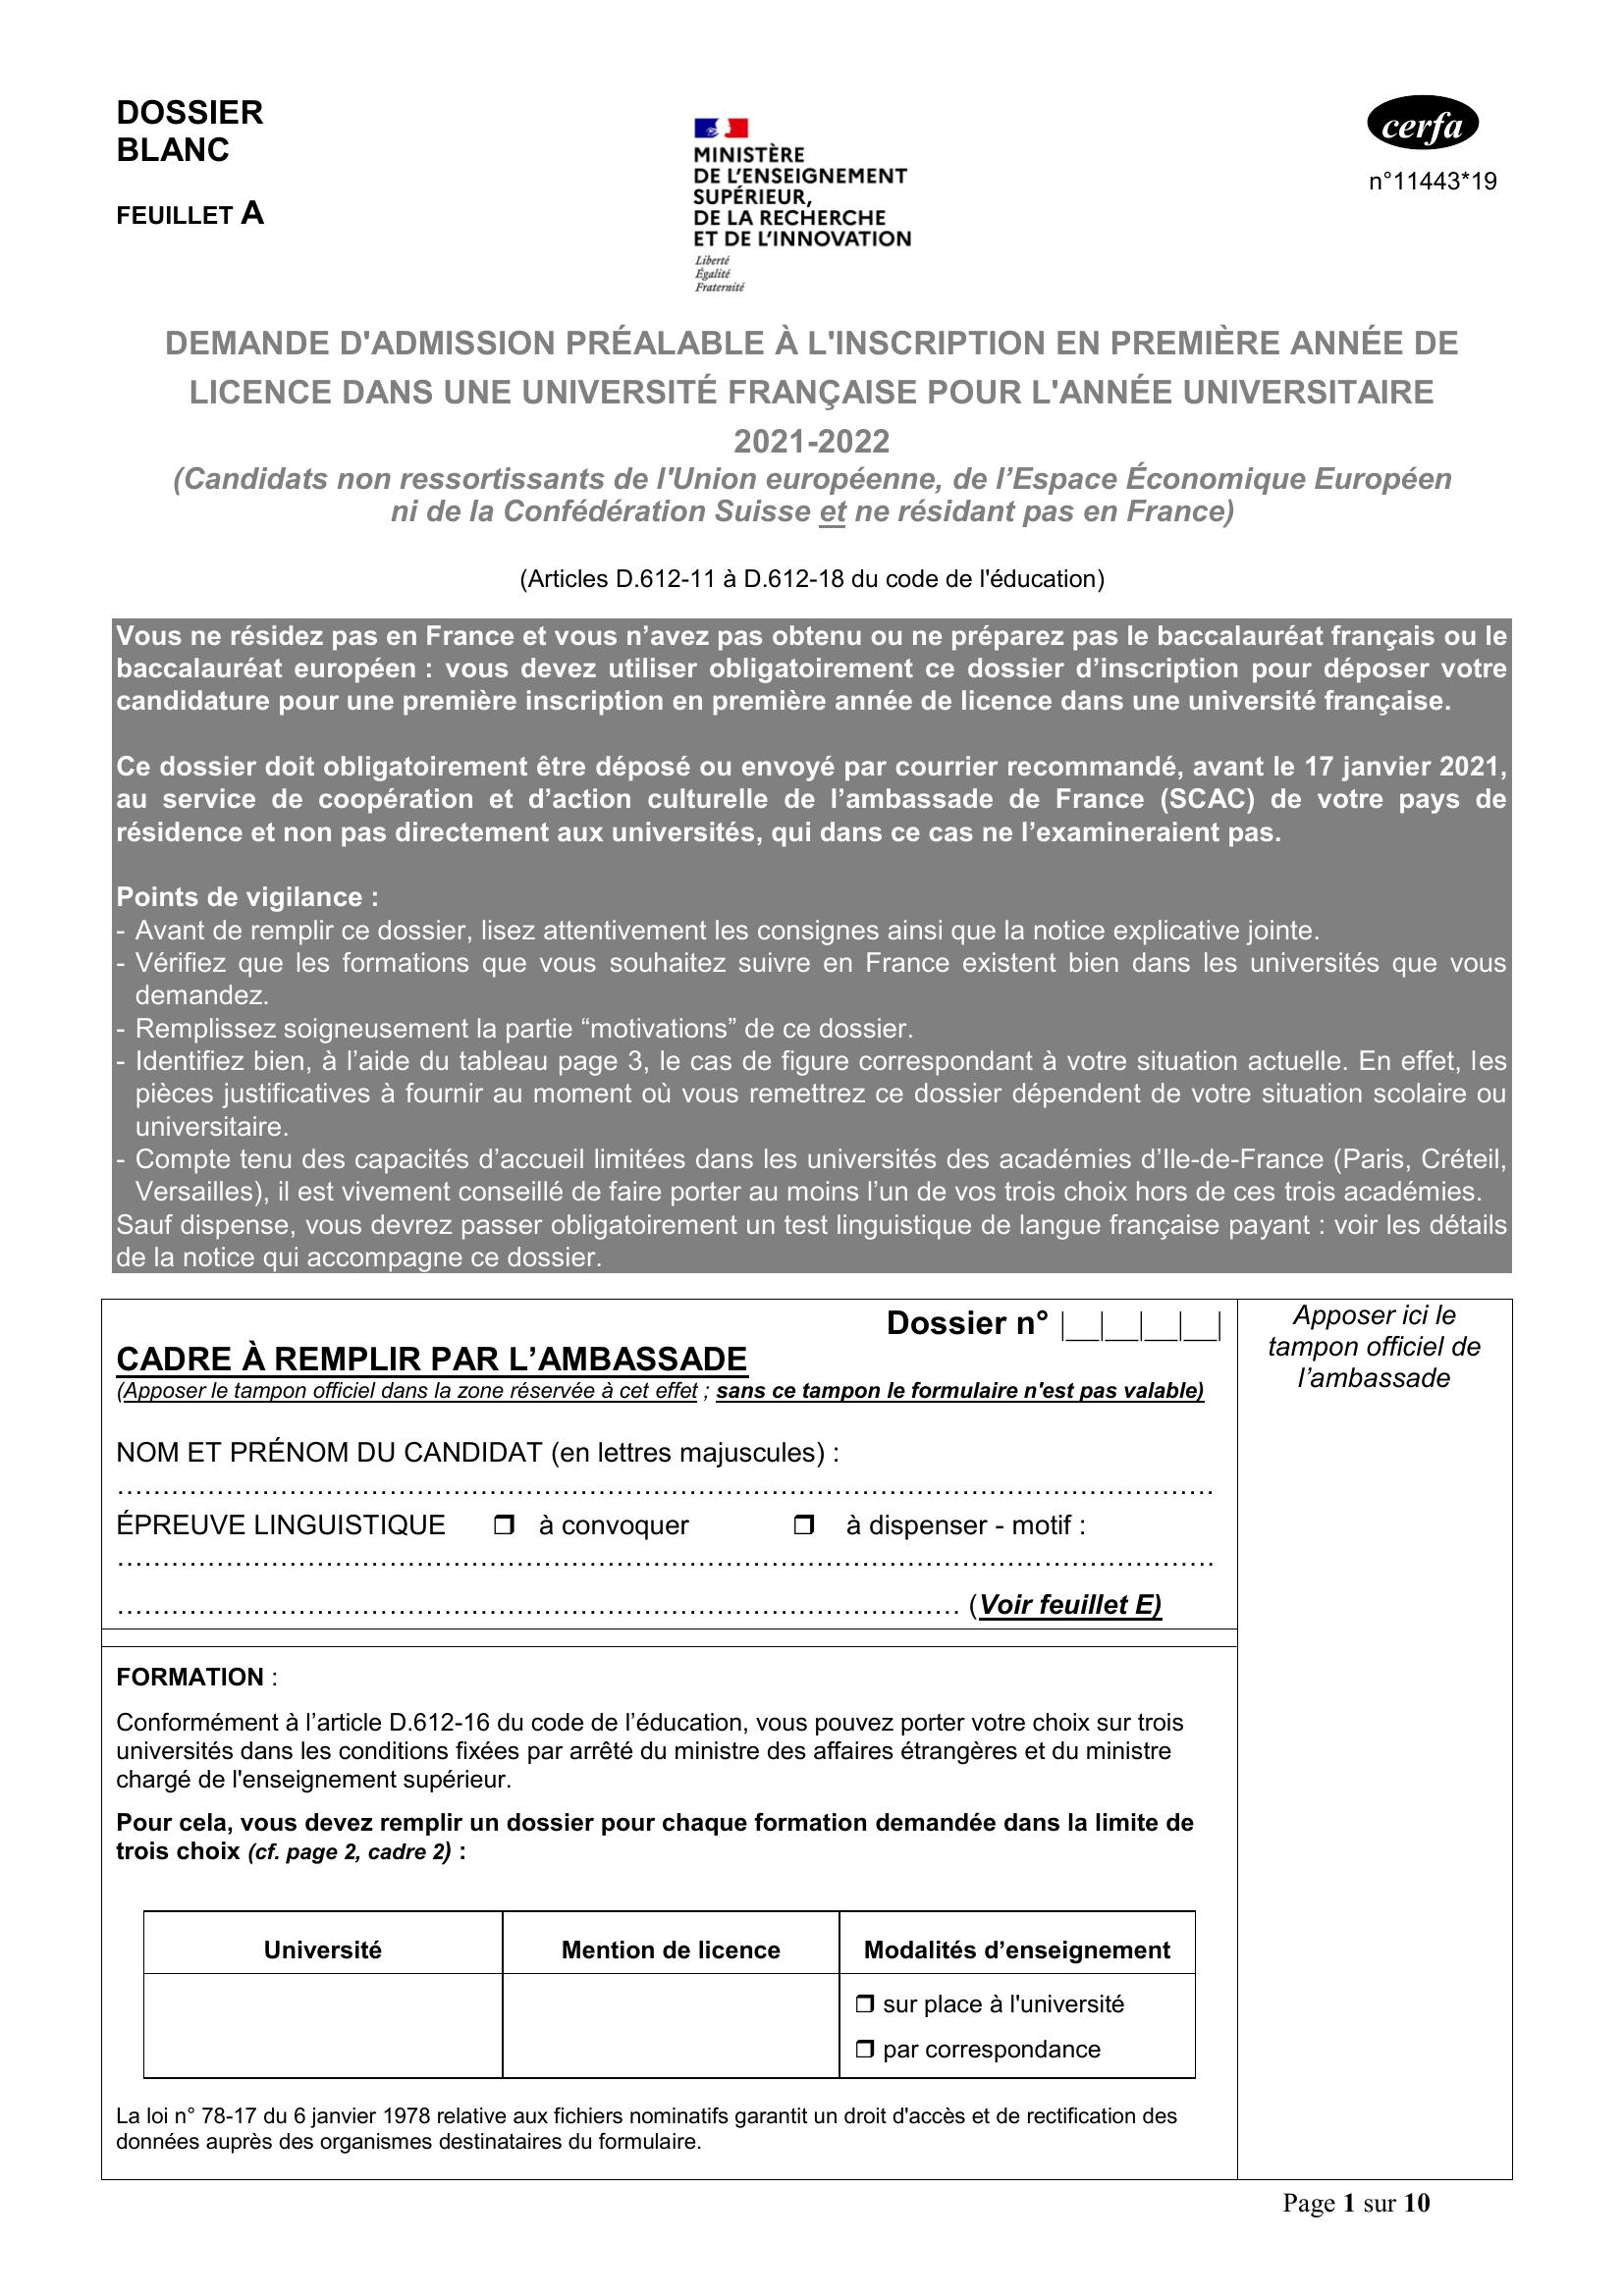 DOSSIER
BLANC
FEUILLET A
MINISTÈRE
DE L'ENSEIGNEMENT
SUPÉRIEUR,
DE LA RECHERCHE
ET DE L'INNOVATION
Liberté
Égalité
Fraternité
cerfa
n°11443*19
DEMANDE D'ADMISSION PRÉALABLE À L'INSCRIPTION EN PREMIÈRE ANNÉE DE
LICENCE DANS UNE UNIVERSITÉ FRANÇAISE POUR L'ANNÉE UNIVERSITAIRE
2021-2022
(Candidats non ressortissants de l'Union européenne, de l’Espace Économique Européen
ni de la Confédération Suisse et ne résidant pas en France)
(Articles D.612-11 à D.612-18 du code de l'éducation)
Vous ne résidez pas en France et vous n’avez pas obtenu ou ne préparez pas le baccalauréat français ou le
baccalauréat européen : vous devez utiliser obligatoirement ce dossier d’inscription pour déposer votre
candidature pour une première inscription en première année de licence dans une université française.
Ce dossier doit obligatoirement être déposé ou envoyé par courrier recommandé, avant le 17 janvier 2021,
au service de coopération et d’action culturelle de l’ambassade de France (SCAC) de votre pays de
résidence et non pas directement aux universités, qui dans ce cas ne l’examineraient pas.
Points de vigilance :
- Avant de remplir ce dossier, lisez attentivement les consignes ainsi que la notice explicative jointe.
- Vérifiez que les formations que vous souhaitez suivre en France existent bien dans les universités que vous
demandez.
- Remplissez soigneusement la partie “motivations” de ce dossier.
- Identifiez bien, à l’aide du tableau page 3, le cas de figure correspondant à votre situation actuelle. En effet, les
pièces justificatives à fournir au moment où vous remettrez ce dossier dépendent de votre situation scolaire ou
universitaire.
- Compte tenu des capacités d’accueil limitées dans les universités des académies d’Ile-de-France (Paris, Créteil,
Versailles), il est vivement conseillé de faire porter au moins l’un de vos trois choix hors de ces trois académies.
Sauf dispense, vous devrez passer obligatoirement un test linguistique de langue française payant : voir les détails
de la notice qui accompagne ce dossier.
Dossier n° |__|__|__|__|
CADRE À REMPLIR PAR L’AMBASSADE
(Apposer le tampon officiel dans la zone réservée à cet effet ; sans ce tampon le formulaire n'est pas valable)
NOM ET PRÉNOM DU CANDIDAT (en lettres majuscules) :
ÉPREUVE LINGUISTIQUE ❒ à convoquer ❒ à dispenser - motif :
(Voir feuillet E)
Apposer ici le
tampon officiel de
l’ambassade
FORMATION :
Conformément à l’article D.612-16 du code de l’éducation, vous pouvez porter votre choix sur trois
universités dans les conditions fixées par arrêté du ministre des affaires étrangères et du ministre
chargé de l'enseignement supérieur.
Pour cela, vous devez remplir un dossier pour chaque formation demandée dans la limite de
trois choix (cf. page 2, cadre 2) :
Université Mention de licence Modalités d’enseignement
❒ sur place à l'université
❒ par correspondance
La loi n° 78-17 du 6 janvier 1978 relative aux fichiers nominatifs garantit un droit d'accès et de rectification des
données auprès des organismes destinataires du formulaire.
Page 1 sur 10